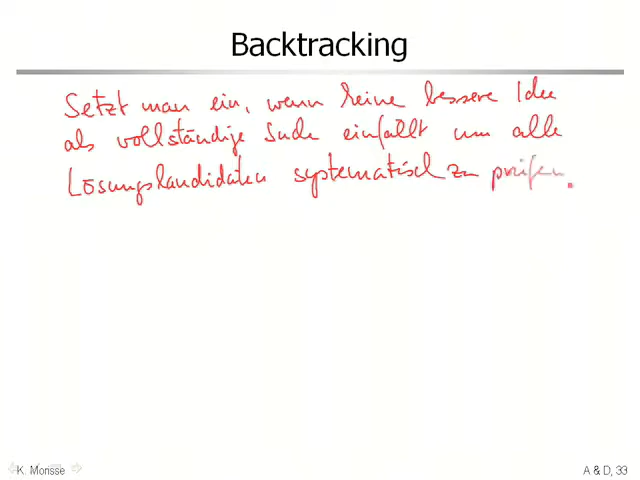 Backtracking
Setzt man ein, wenn keine bessere Idee
als vollständige Suche einfällt um alle
Lösungskandidaten systematisch zu prüfen.
K. Morisse
A & D, 33